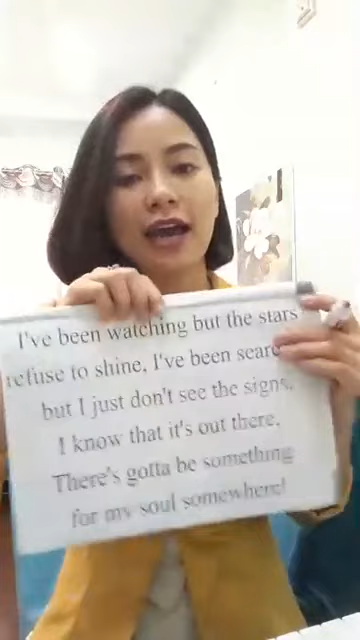 I've been watching but the stars
refuse to shine, I've been searc
but I just don't see the signs,
I know that it's out there,
There's gotta be something
for my soul somewhere!